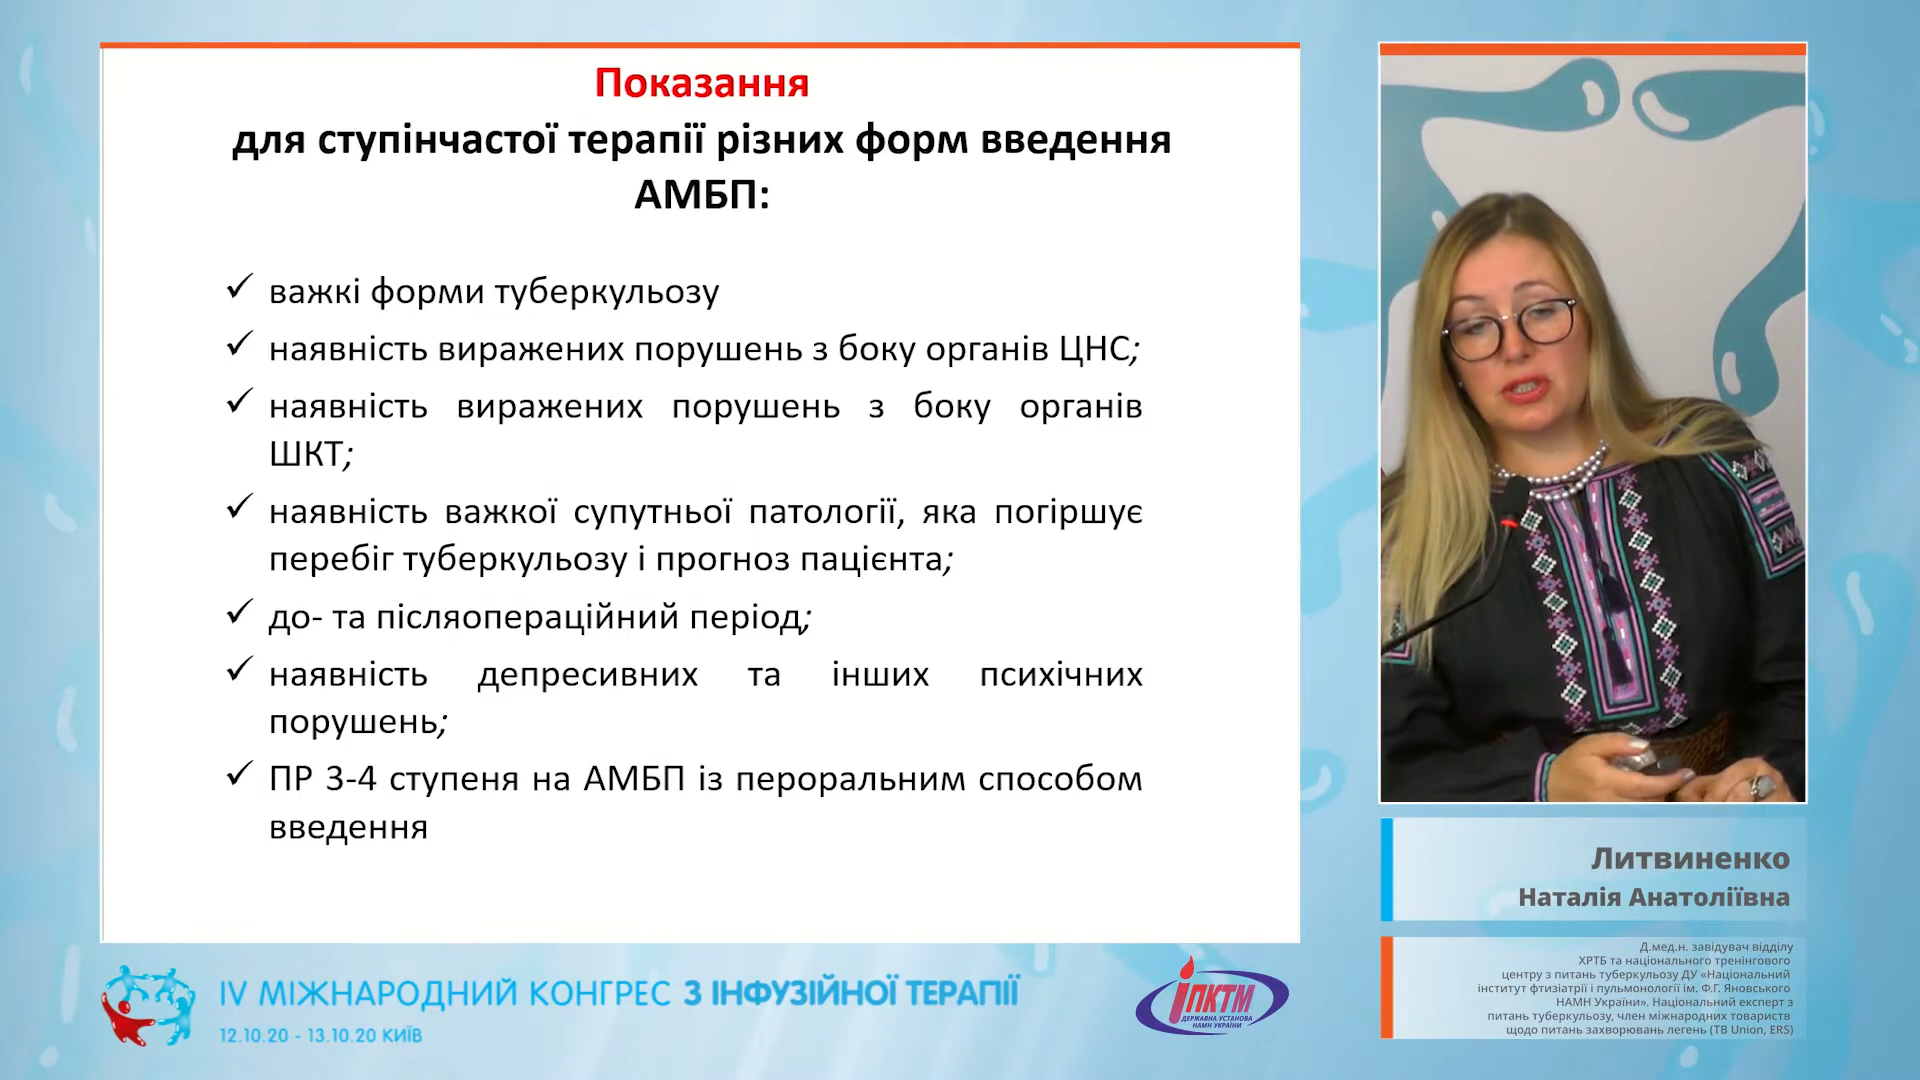 Показання
для ступінчастої терапії різних форм введення
АМБП:
✓ важкі форми туберкульозу
✓ наявність виражених порушень з боку органів ЦНС;
✓ наявність виражених порушень з боку органів
ШКТ;
✓ наявність важкої супутньої патології, яка погіршує
перебіг туберкульозу і прогноз пацієнта;
✓ до- та післяопераційний період;
✓ наявність депресивних та інших психічних
порушень;
✓ ПР 3-4 ступеня на АМБП із пероральним способом
введення
Литвиненко
Наталія Анатоліївна
Д.мед.н. завідувач відділу
ХРТБ та національного тренінгового
центру з питань туберкульозу ДУ «Національний
інститут фтизіатрії і пульмонології ім. Ф.Г. Яновського
НАМН України». Національний експерт з
питань туберкульозу, член міжнародних товариств
щодо питань захворювань легень (TB Union, ERS)
IV МІЖНАРОДНИЙ КОНГРЕС З ІНФУЗІЙНОЇ ТЕРАПІЇ
12.10.20 - 13.10.20 КИЇВ
ІПКТМ
ДЕРЖАВНА УСТАНОВА
НАМН УКРАЇНИ